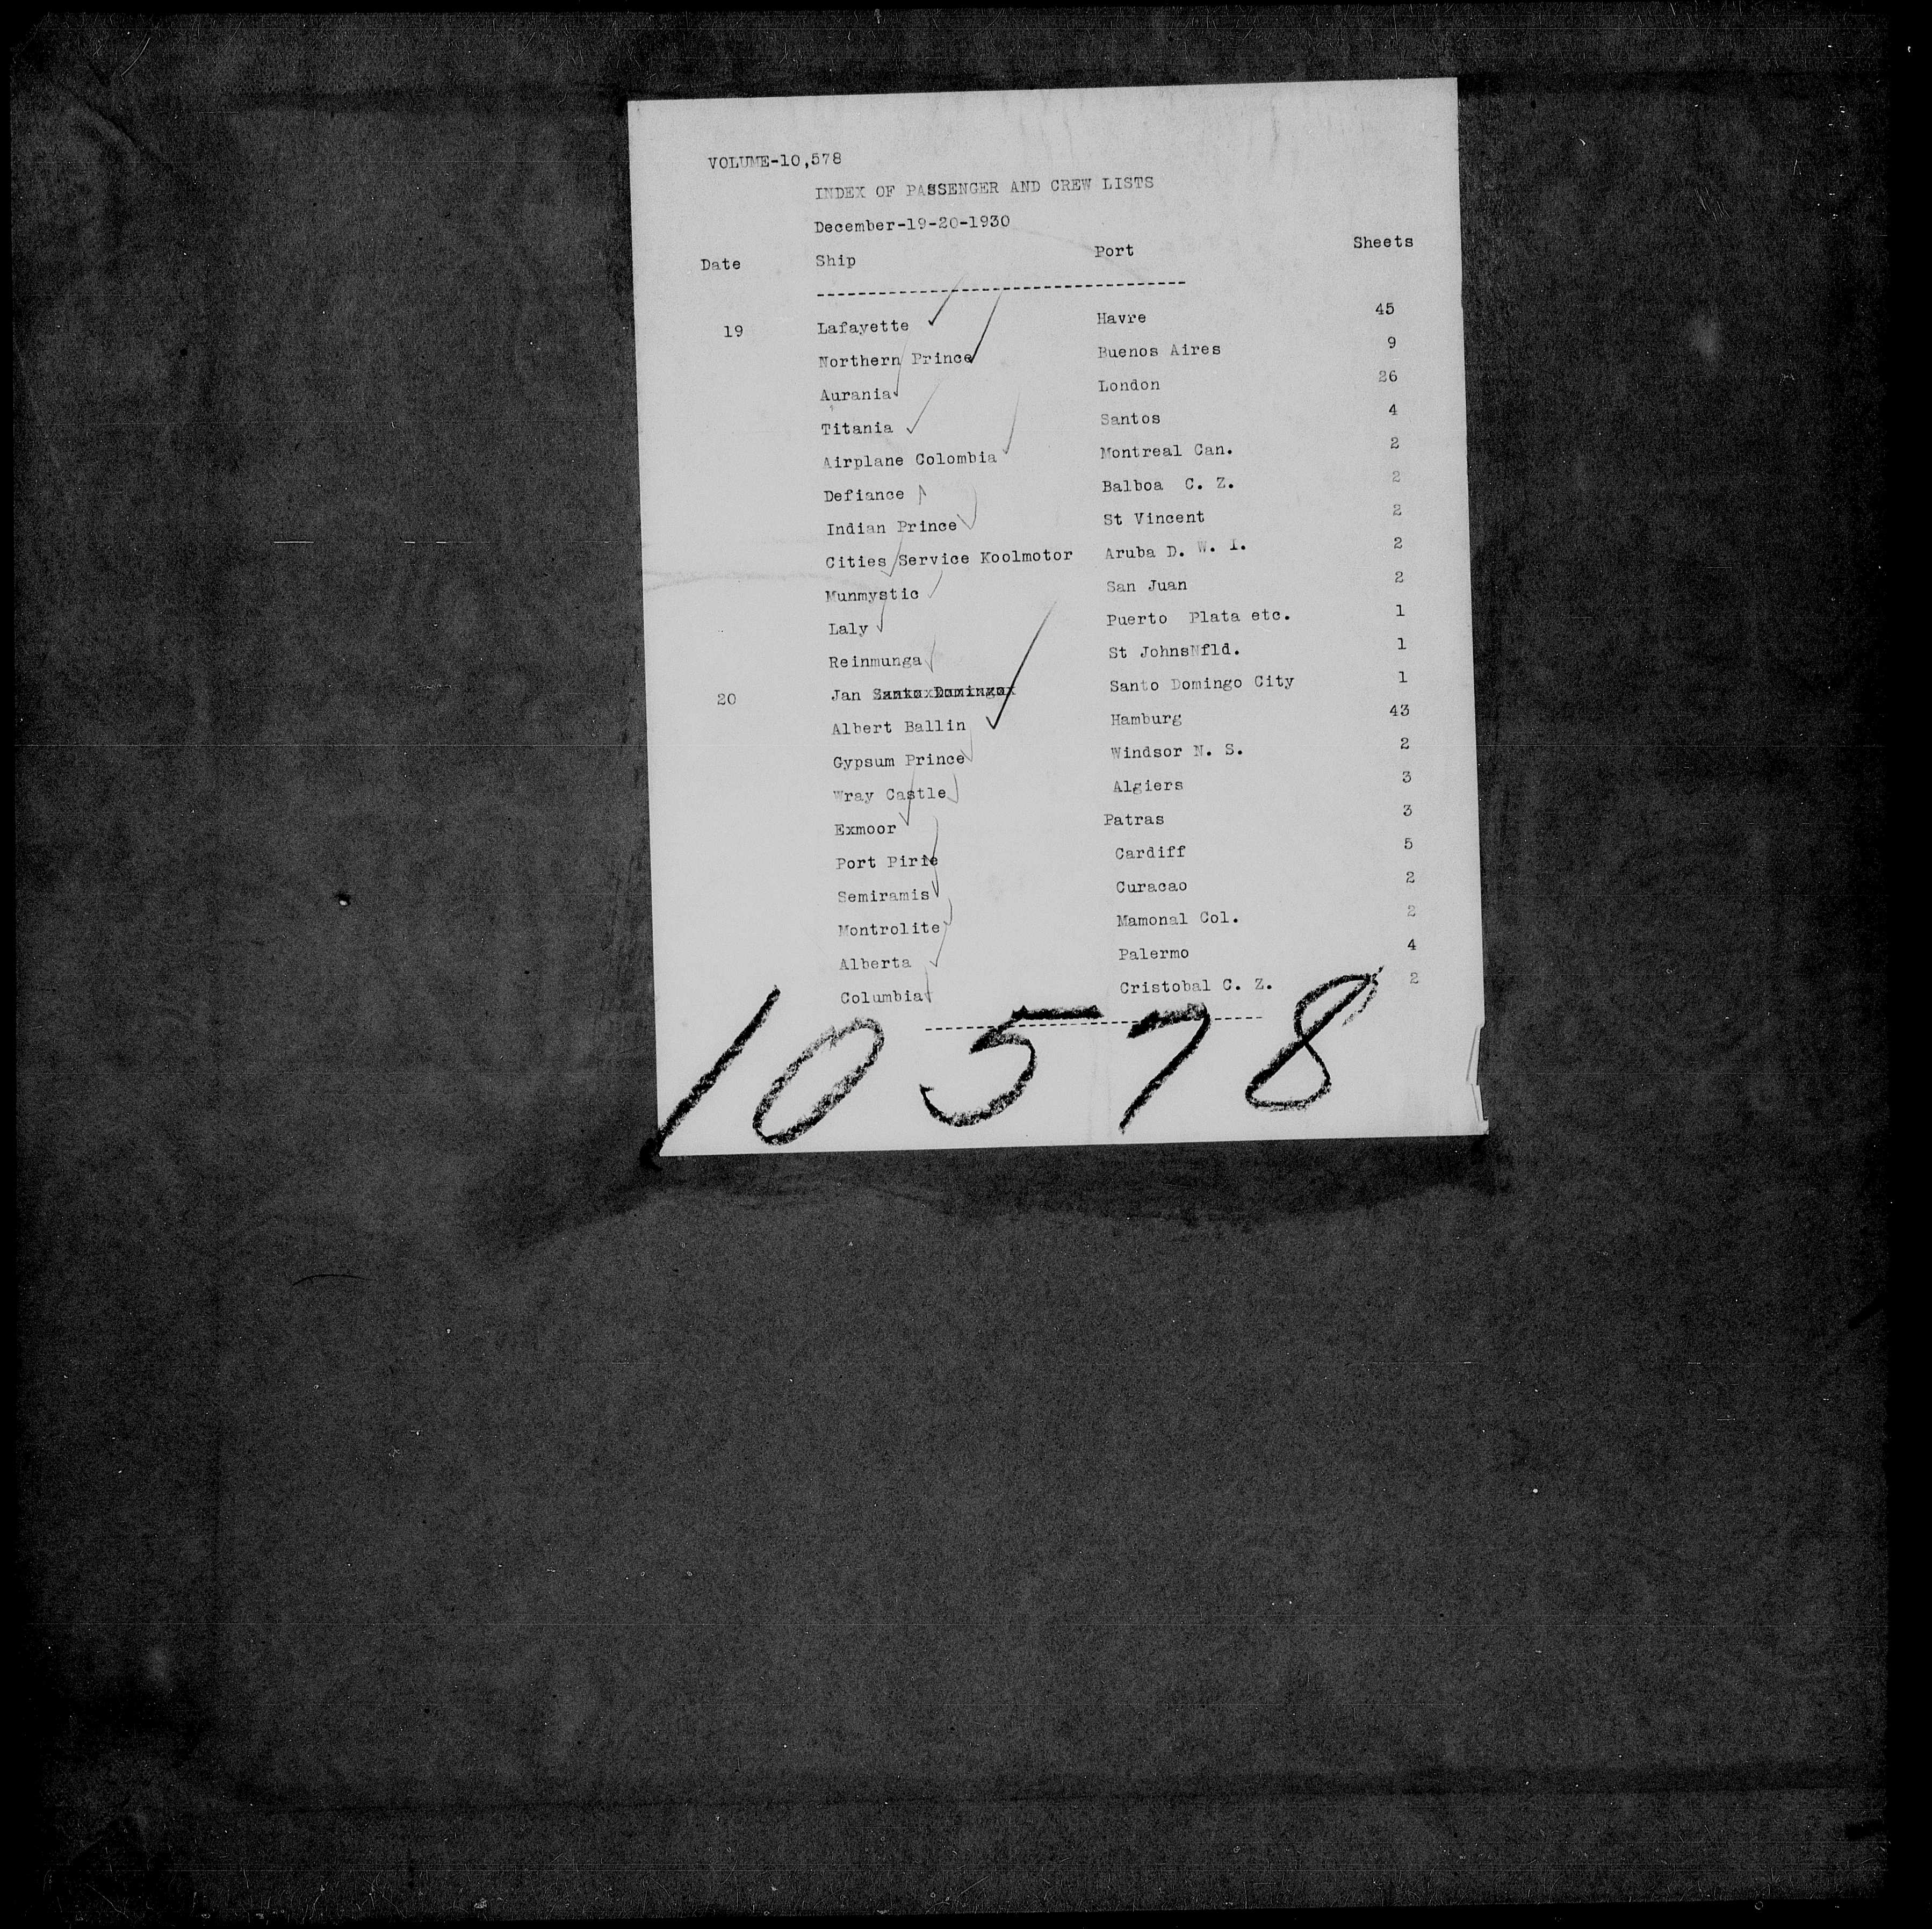 VOLUME-10,578
INDEX OF PASSENGER AND CREW LISTS
December-19-20-1930
Date Ship Port Sheets
19 Lafayette Havre 45
Northern Prince Buenos Aires 9
Aurania London 26
Titania Santos 4
Airplane Colombia Montreal Can. 2
Defiance Balboa C. Z. 2
Indian Prince St Vincent 2
Cities Service Koolmotor Aruba D. W. I. 2
Munmystic San Juan 2
Laly Puerto Plata etc. 1
Reinmunga St JohnsNfld. 1
20 Jan Santo Domingo City 1
Albert Ballin Hamburg 43
Gypsum Prince Windsor N. S. 2
Wray Castle Algiers 3
Exmoor Patras 3
Port Pirie Cardiff 5
Semiramis Curacao 2
Montrolite Mamonal Col. 2
Alberta Palermo 4
Columbia Cristobal C. Z. 2
10578